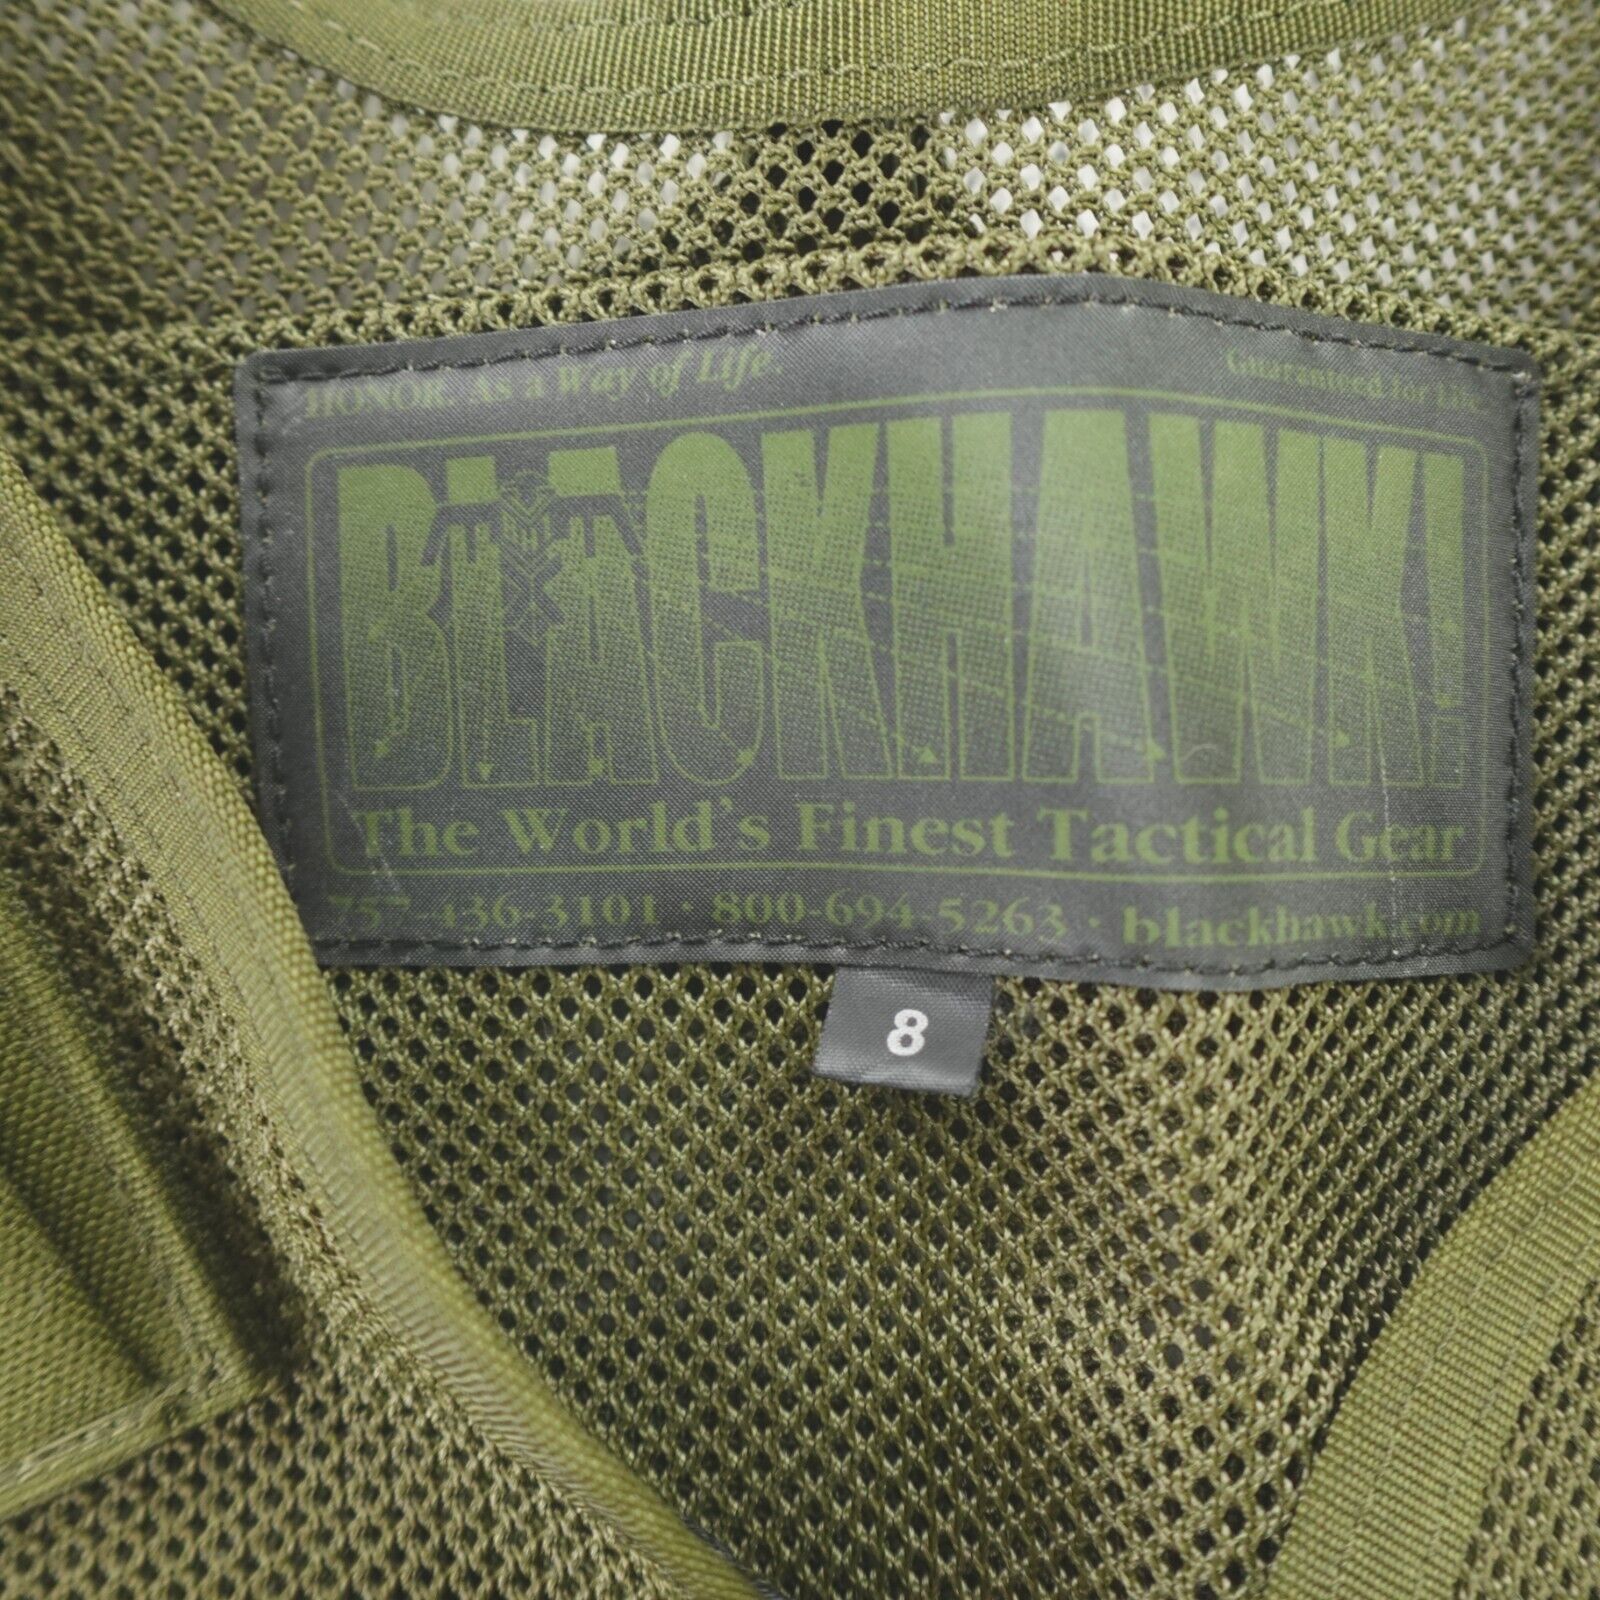 HONOR As a Way of Life.
Guaranteed for Life
BLACKHAWK!
The World's Finest Tactical Gear
757-436-3101 · 800-694-5263 · blackhawk.com
8